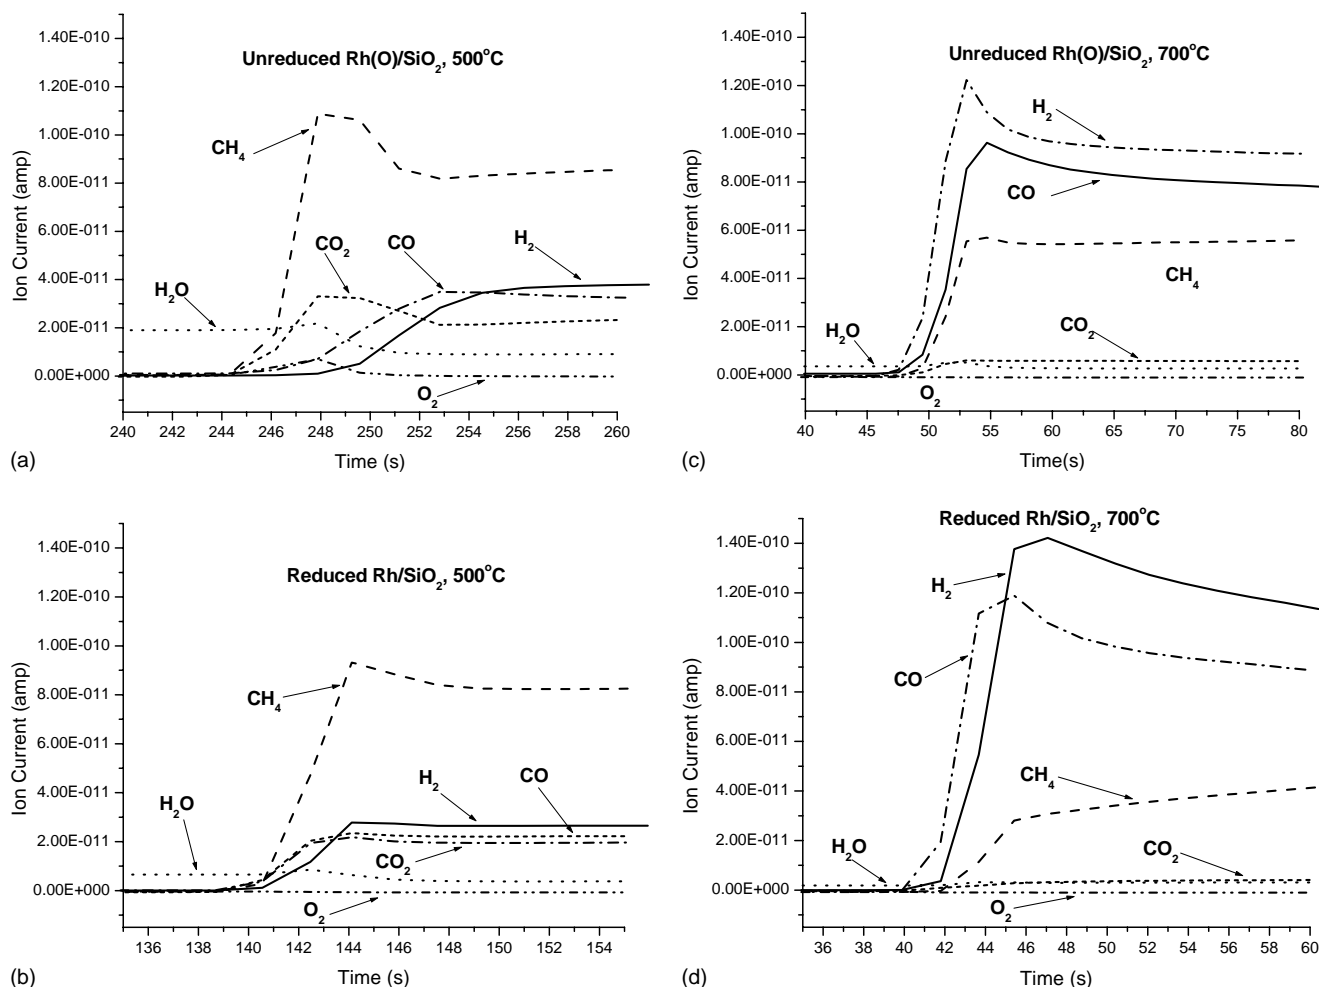 Unreduced Rh(O)/SiO2, 500°C
1.40E-010
1.20E-010
1.00E-010
8.00E-011
6.00E-011
4.00E-011
2.00E-011
0.00E+000
Ion Current (amp)
CH4
CO2
CO
H2
H2O
O2
240 242 244 246 248 250 252 254 256 258 260
Time (s)
(a)
Unreduced Rh(O)/SiO2, 700°C
1.40E-010
1.20E-010
1.00E-010
8.00E-011
6.00E-011
4.00E-011
2.00E-011
0.00E+000
Ion Current (amp)
H2
CO
CH4
H2O
CO2
O2
40 45 50 55 60 65 70 75 80
Time(s)
(c)
Reduced Rh/SiO2, 500°C
1.40E-010
1.20E-010
1.00E-010
8.00E-011
6.00E-011
4.00E-011
2.00E-011
0.00E+000
Ion Current (amp)
CH4
H2
CO
H2O
CO2
O2
136 138 140 142 144 146 148 150 152 154
Time (s)
(b)
Reduced Rh/SiO2, 700°C
1.40E-010
1.20E-010
1.00E-010
8.00E-011
6.00E-011
4.00E-011
2.00E-011
0.00E+000
Ion Current (amp)
H2
CO
CH4
H2O
CO2
O2
36 38 40 42 44 46 48 50 52 54 56 58 60
Time (s)
(d)